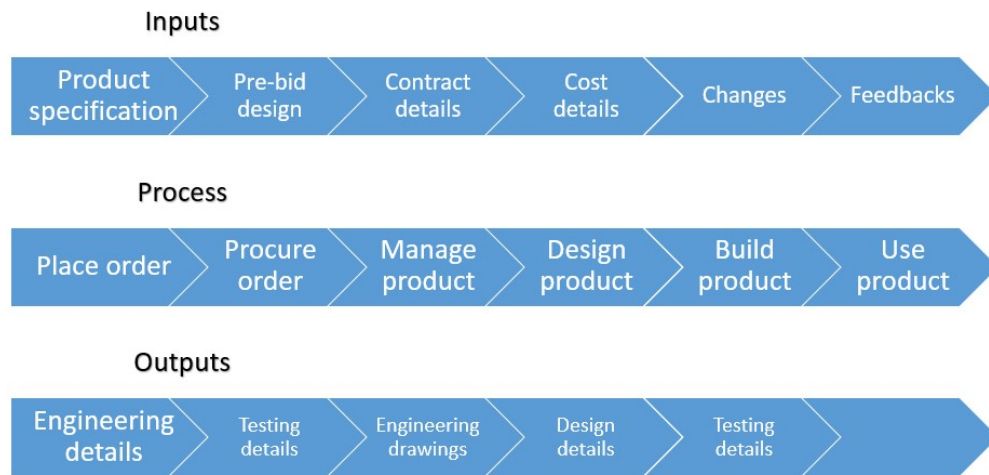 Inputs
Product
specification
Pre-bid
design
Contract
details
Cost
details
Changes
Feedbacks
Process
Place order
Procure
order
Manage
product
Design
product
Build
product
Use
product
Outputs
Engineering
details
Testing
details
Engineering
drawings
Design
details
Testing
details